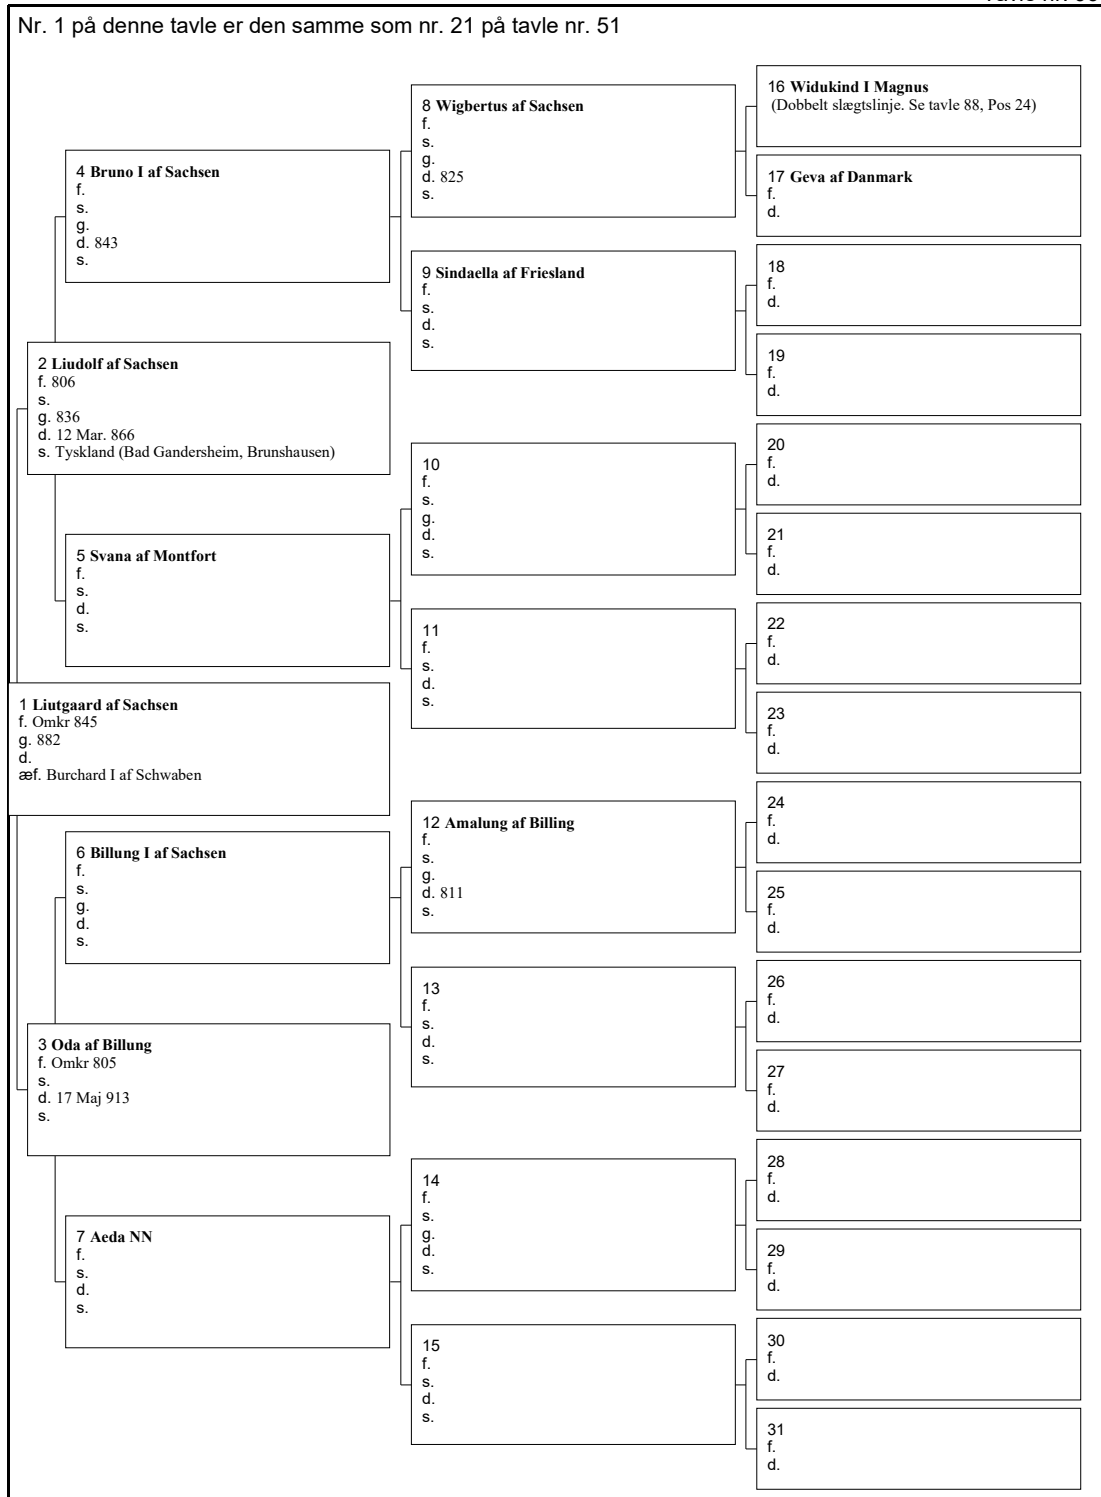 Nr. 1 på denne tavle er den samme som nr. 21 på tavle nr. 51
16 Widukind I Magnus
(Dobbelt slægtslinje. Se tavle 88, Pos 24)
8 Wigbertus af Sachsen
f.
s.
g.
d. 825
s.
4 Bruno I af Sachsen
f.
s.
g.
d. 843
s.
17 Geva af Danmark
f.
d.
9 Sindaella af Friesland
f.
s.
d.
s.
18
f.
d.
19
f.
d.
2 Liudolf af Sachsen
f. 806
s.
g. 836
d. 12 Mar. 866
s. Tyskland (Bad Gandersheim, Brunshausen)
10
f.
s.
g.
d.
s.
20
f.
d.
21
f.
d.
5 Svana af Montfort
f.
s.
d.
s.
11
f.
s.
d.
s.
22
f.
d.
23
f.
d.
1 Liutgaard af Sachsen
f. Omkr 845
g. 882
d.
æf. Burchard I af Schwaben
6 Billung I af Sachsen
f.
s.
g.
d.
s.
12 Amalung af Billing
f.
s.
g.
d. 811
s.
24
f.
d.
25
f.
d.
13
f.
s.
d.
s.
26
f.
d.
27
f.
d.
3 Oda af Billung
f. Omkr 805
s.
d. 17 Maj 913
s.
14
f.
s.
g.
d.
s.
28
f.
d.
29
f.
d.
7 Aeda NN
f.
s.
d.
s.
15
f.
s.
d.
s.
30
f.
d.
31
f.
d.